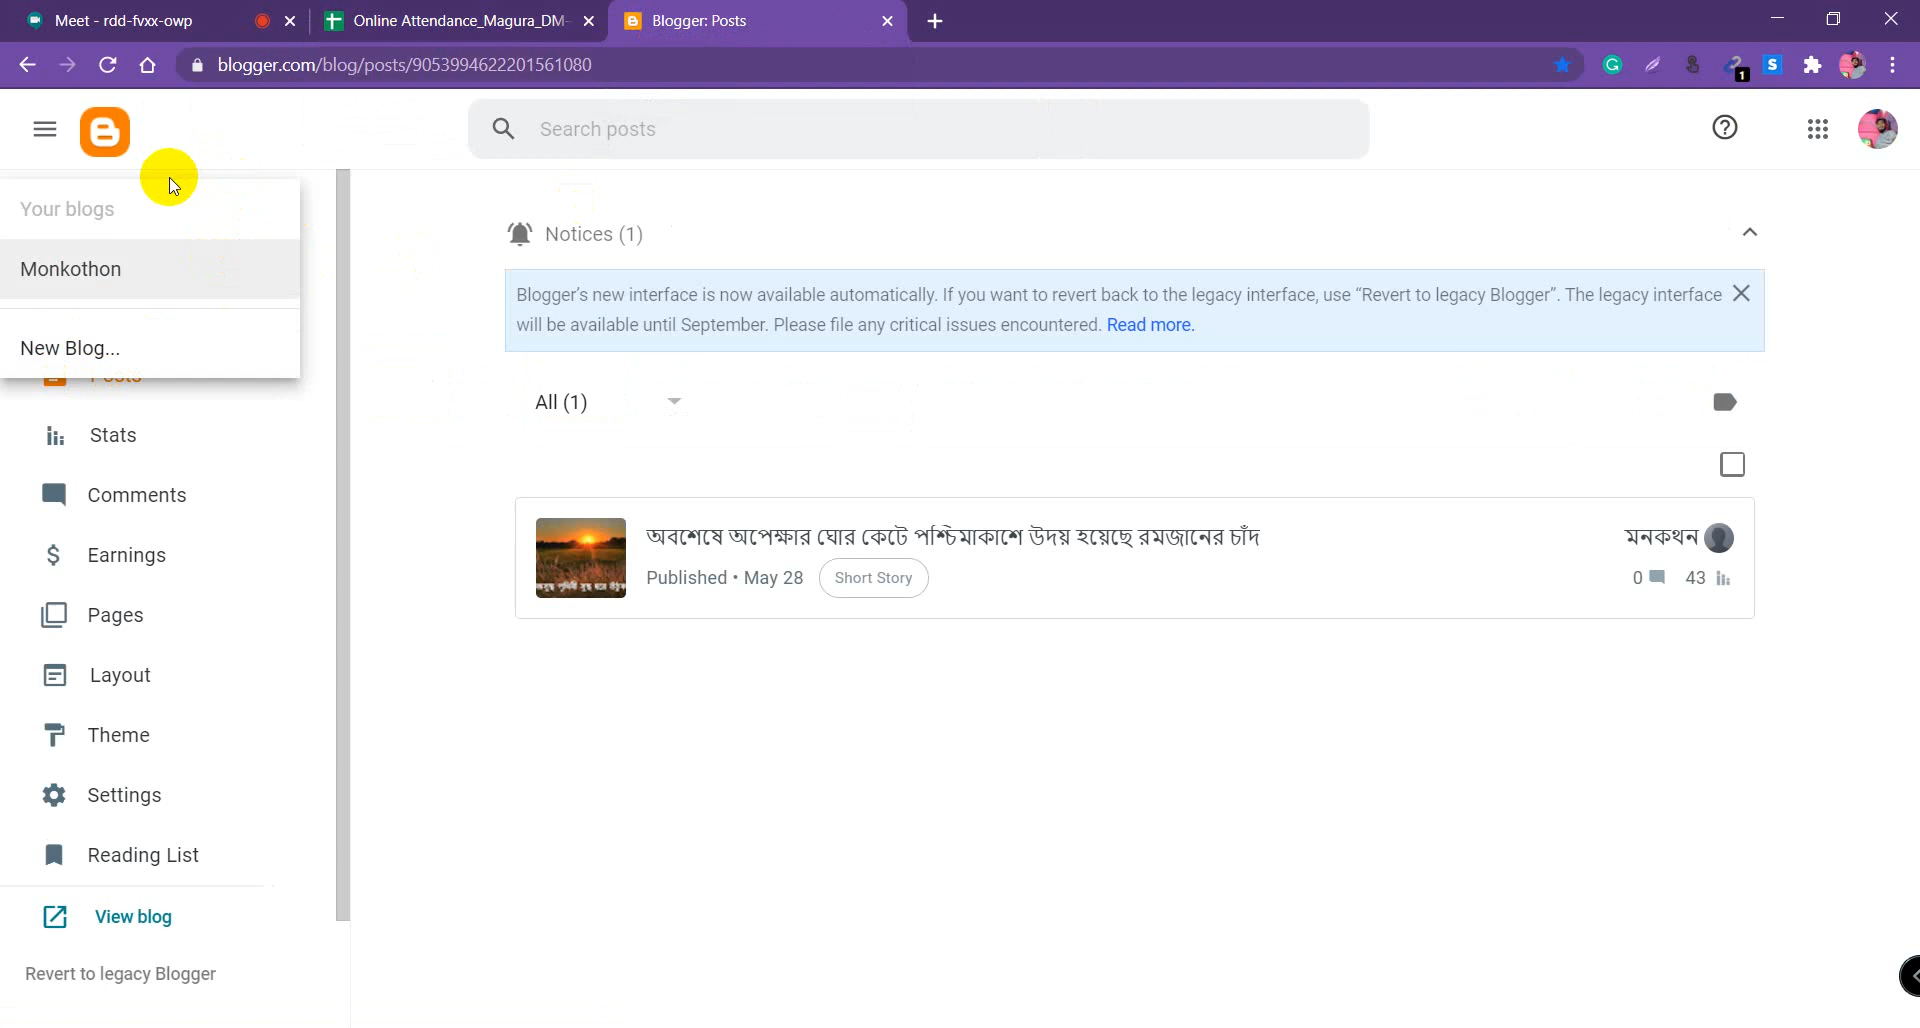 Meet - rdd-fvxx-owp
Online Attendance_Magura_DM-
Blogger: Posts
blogger.com/blog/posts/9053994622201561080
1
Search posts
Your blogs
Monkothon
New Blog...
Posts
Stats
Comments
Earnings
Pages
Layout
Theme
Settings
Reading List
View blog
Revert to legacy Blogger
Notices (1)
Blogger's new interface is now available automatically. If you want to revert back to the legacy interface, use “Revert to legacy Blogger”. The legacy interface
will be available until September. Please file any critical issues encountered. Read more.
All (1)
অবশেষে অপেক্ষার ঘোর কেটে পশ্চিমাকাশে উদয় হয়েছে রমজানের চাঁদ
মনকথন
Published • May 28 Short Story
0 43